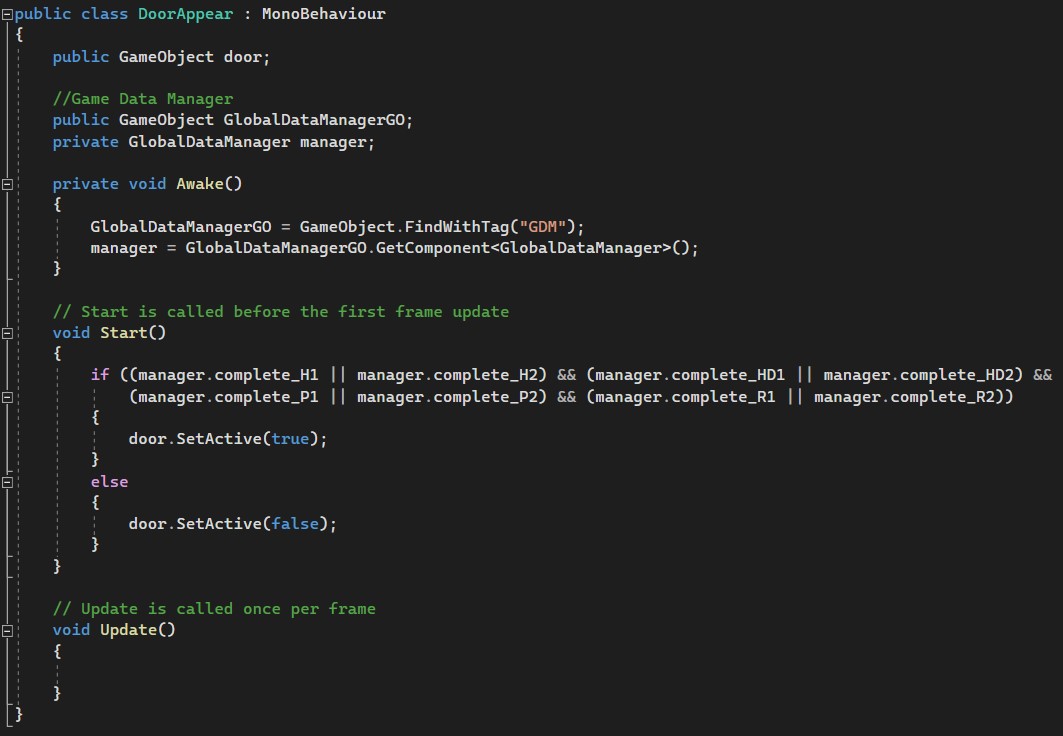 public class DoorAppear : MonoBehaviour
{
    public GameObject door;

    //Game Data Manager
    public GameObject GlobalDataManagerGO;
    private GlobalDataManager manager;

    private void Awake()
    {
        GlobalDataManagerGO = GameObject.FindWithTag("GDM");
        manager = GlobalDataManagerGO.GetComponent<GlobalDataManager>();
    }

    // Start is called before the first frame update
    void Start()
    {
        if ((manager.complete_H1 || manager.complete_H2) && (manager.complete_HD1 || manager.complete_HD2) &&
            (manager.complete_P1 || manager.complete_P2) && (manager.complete_R1 || manager.complete_R2))
        {
            door.SetActive(true);
        }
        else
        {
            door.SetActive(false);
        }
    }

    // Update is called once per frame
    void Update()
    {

    }
}